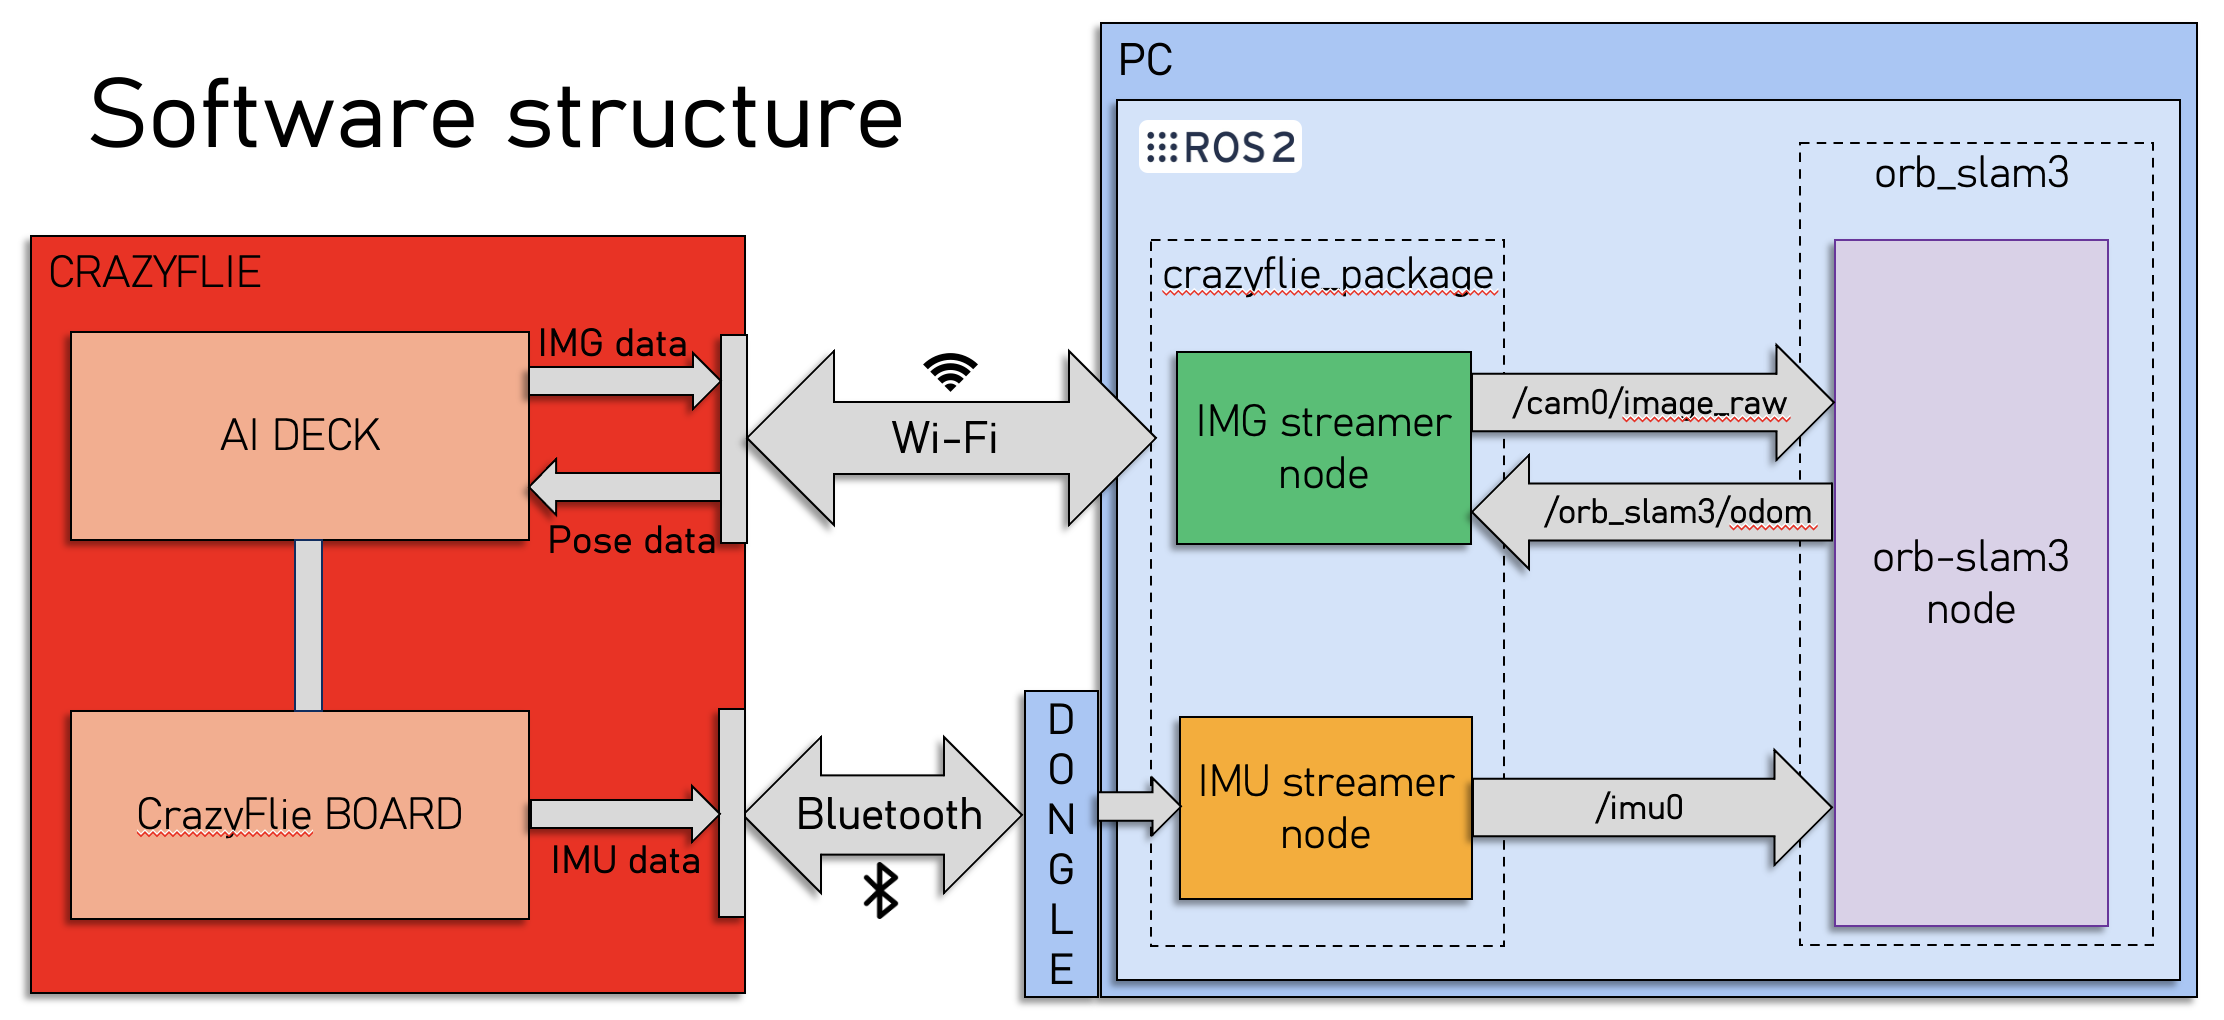 Software structure
PC
ROS 2
orb_slam3
CRAZYFLIE
crazyflie_package
IMG data
AI DECK
Pose data
Wi-Fi
IMG streamer
node
/cam0/image_raw
/orb_slam3/odom
orb-slam3
node
CrazyFlie BOARD
IMU data
Bluetooth
D
O
N
G
L
E
IMU streamer
node
/imu0